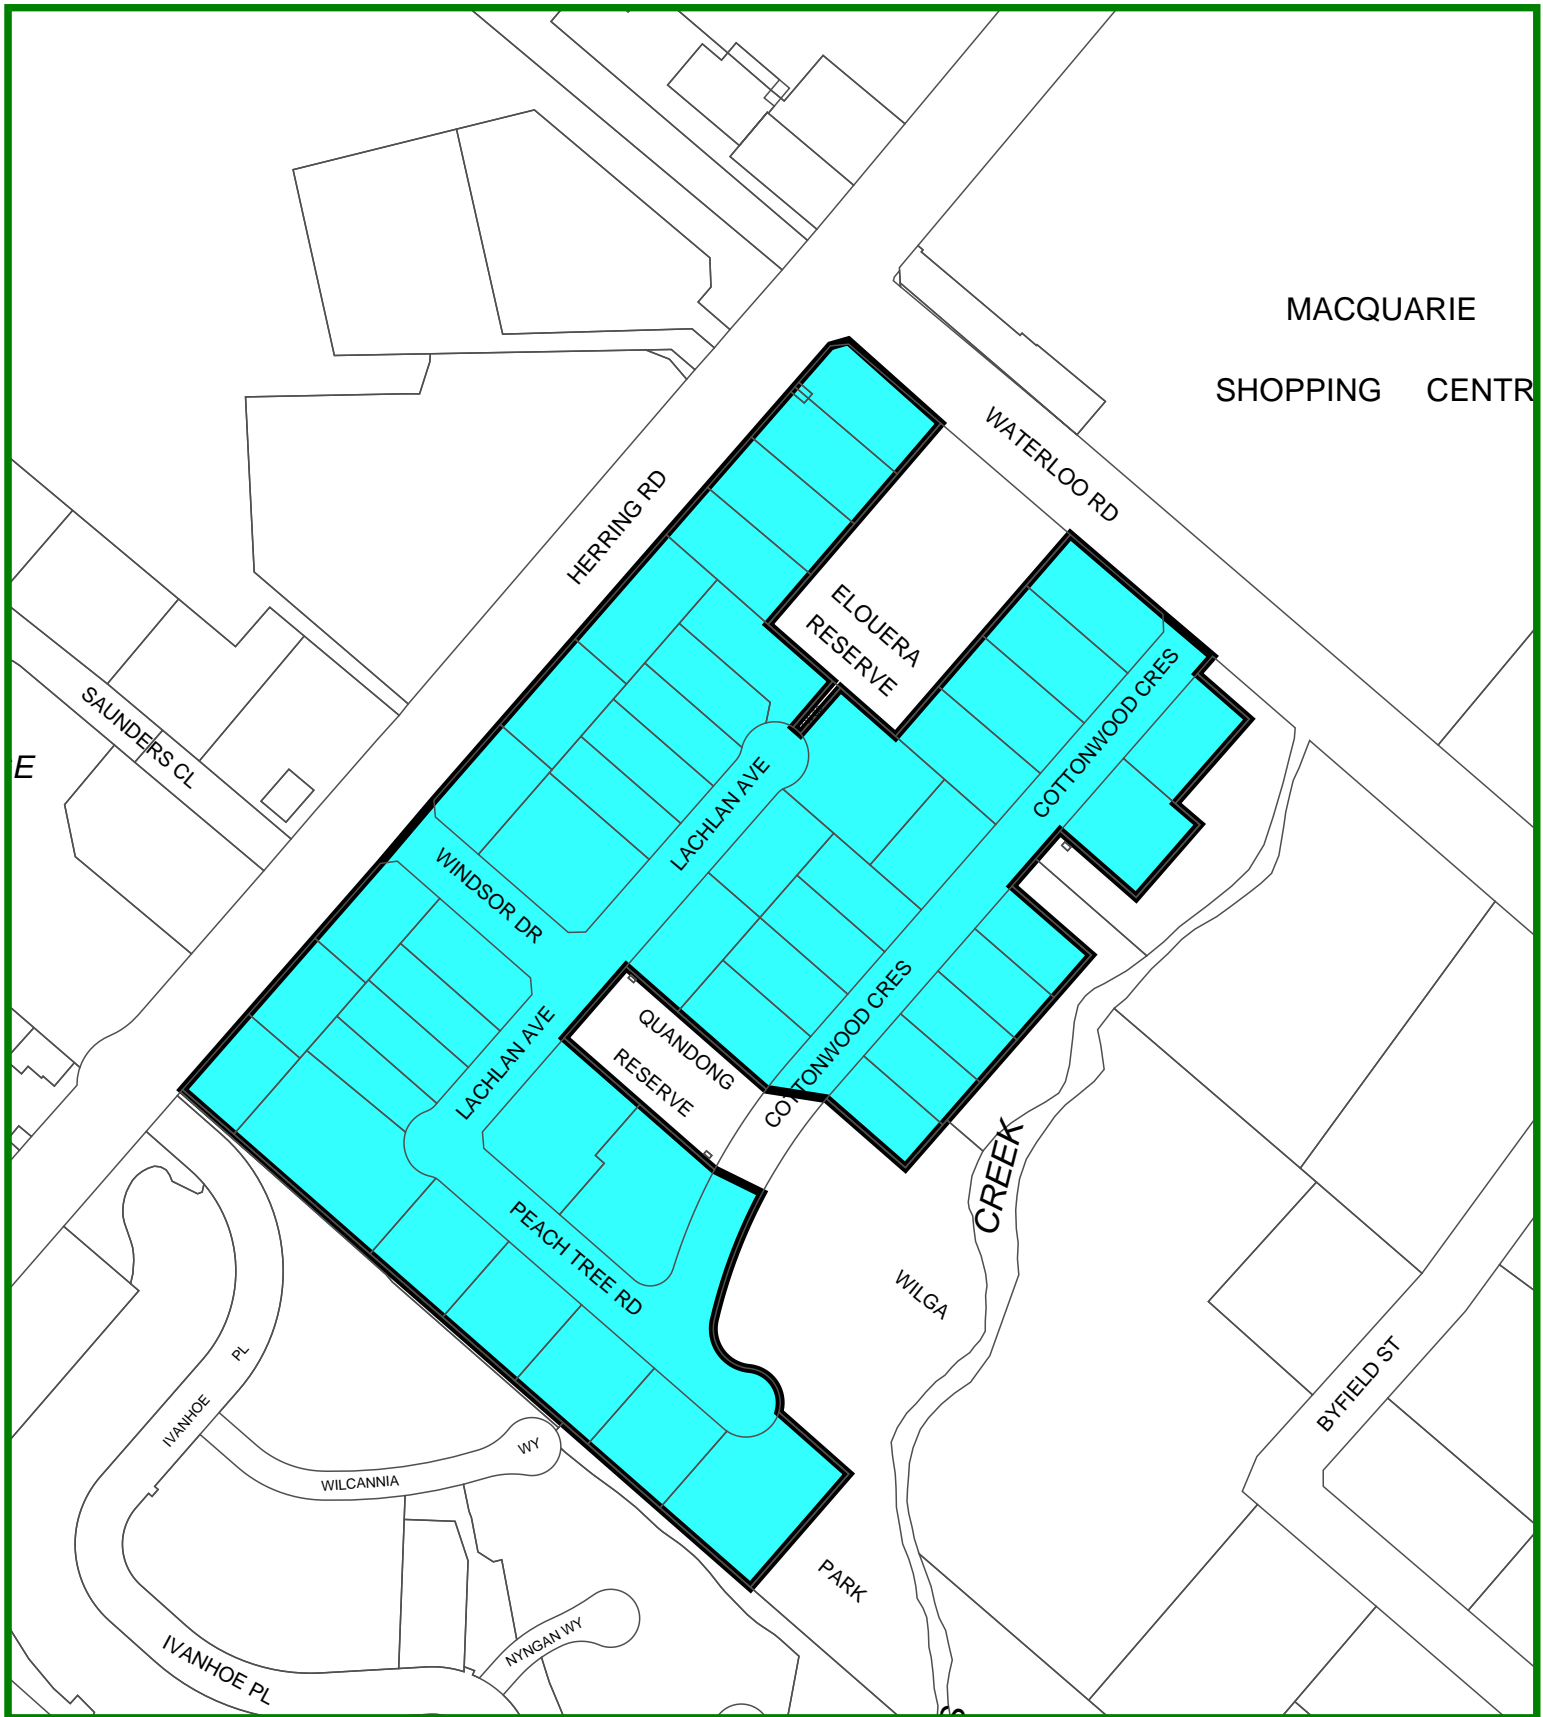 MACQUARIE
SHOPPING CENTR
WATERLOO RD
HERRING RD
ELOUERA
RESERVE
COTTONWOOD CRES
SAUNDERS CL
E
LACHLAN AVE
WINDSOR DR
COTTONWOOD CRES
QUANDONG
RESERVE
LACHLAN AVE
CREEK
PEACH TREE RD
WILGA
PL
IVANHOE
BYFIELD ST
WY
WILCANNIA
PARK
NYNGAN WY
IVANHOE PL